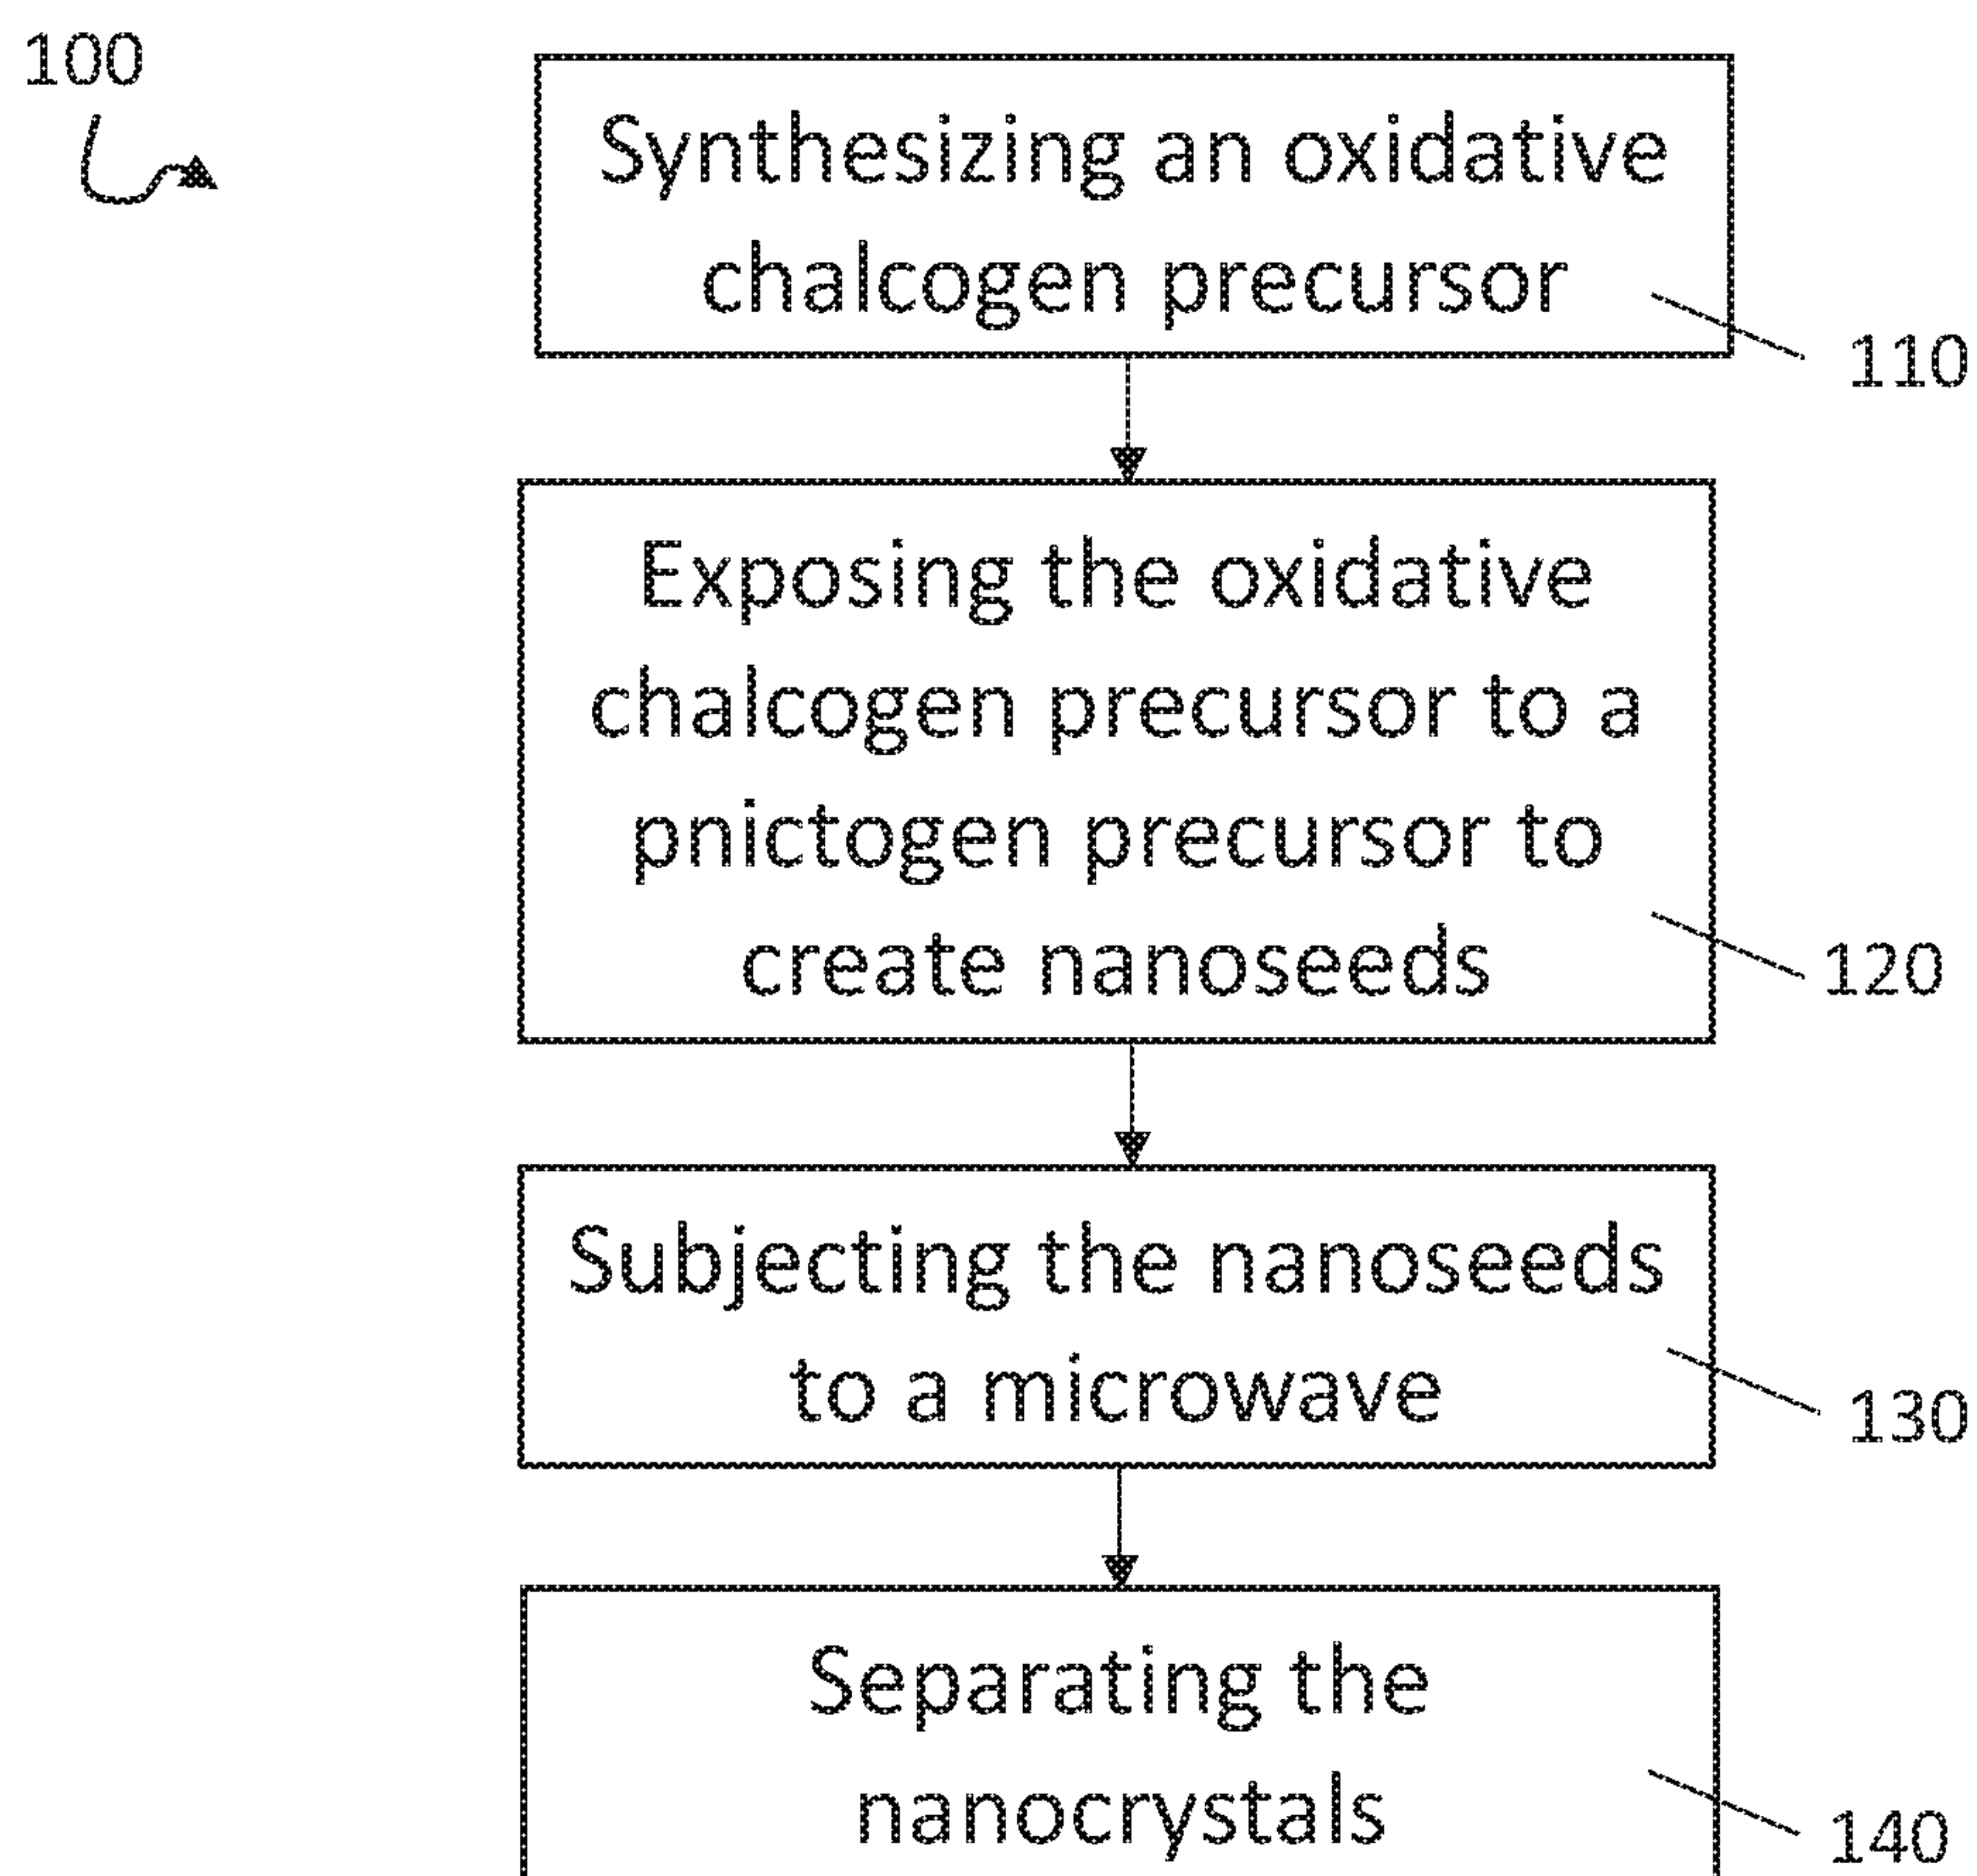 100
Synthesizing an oxidative
chalcogen precursor
110
Exposing the oxidative
chalcogen precursor to a
pnictogen precursor to
create nanoseeds
120
Subjecting the nanoseeds
to a microwave
130
Separating the
nanocrystals
140